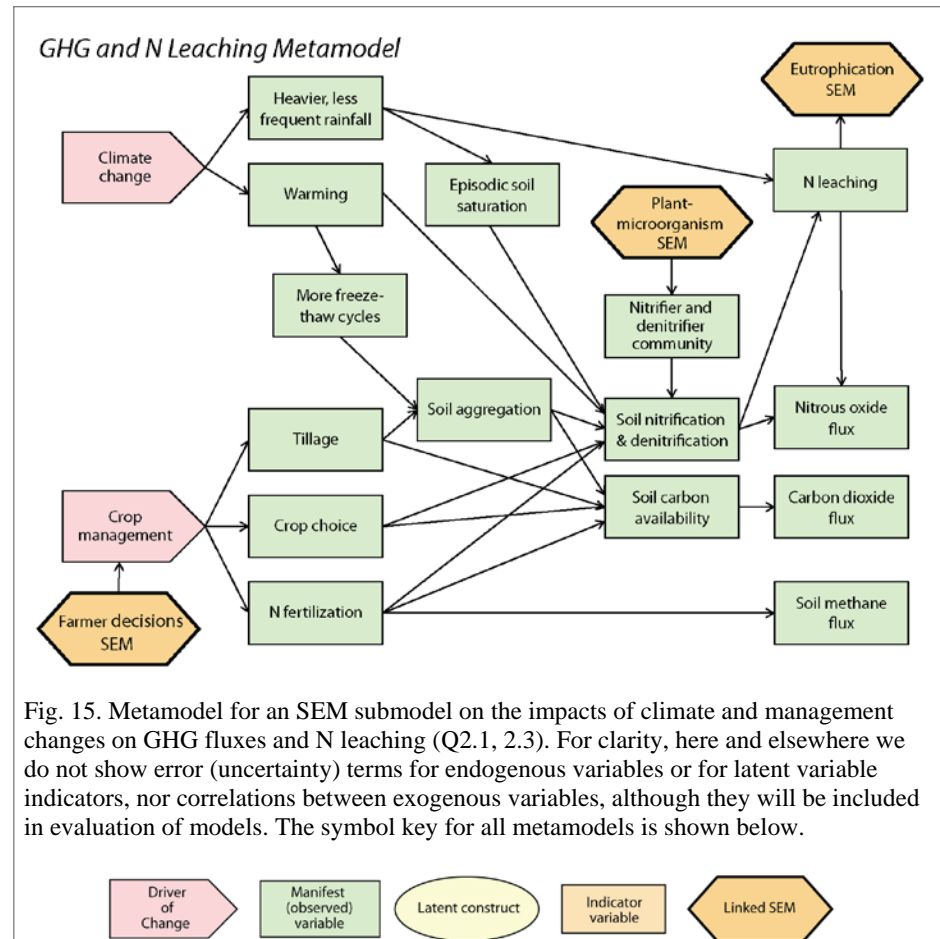 GHG and N Leaching Metamodel
Eutrophication
SEM
Heavier, less
frequent rainfall
Climate
change
N leaching
Warming
Episodic soil
saturation
Plant-
microorganism
SEM
More freeze-
thaw cycles
Nitrifier and
denitrifier
community
Soil aggregation
Soil nitrification
& denitrification
Nitrous oxide
flux
Tillage
Crop
management
Crop choice
Soil carbon
availability
Carbon dioxide
flux
N fertilization
Soil methane
flux
Farmer decisions
SEM
Fig. 15. Metamodel for an SEM submodel on the impacts of climate and management
changes on GHG fluxes and N leaching (Q2.1, 2.3). For clarity, here and elsewhere we
do not show error (uncertainty) terms for endogenous variables or for latent variable
indicators, nor correlations between exogenous variables, although they will be included
in evaluation of models. The symbol key for all metamodels is shown below.
Driver
of
Change
Manifest
(observed)
variable
Latent construct
Indicator
variable
Linked SEM